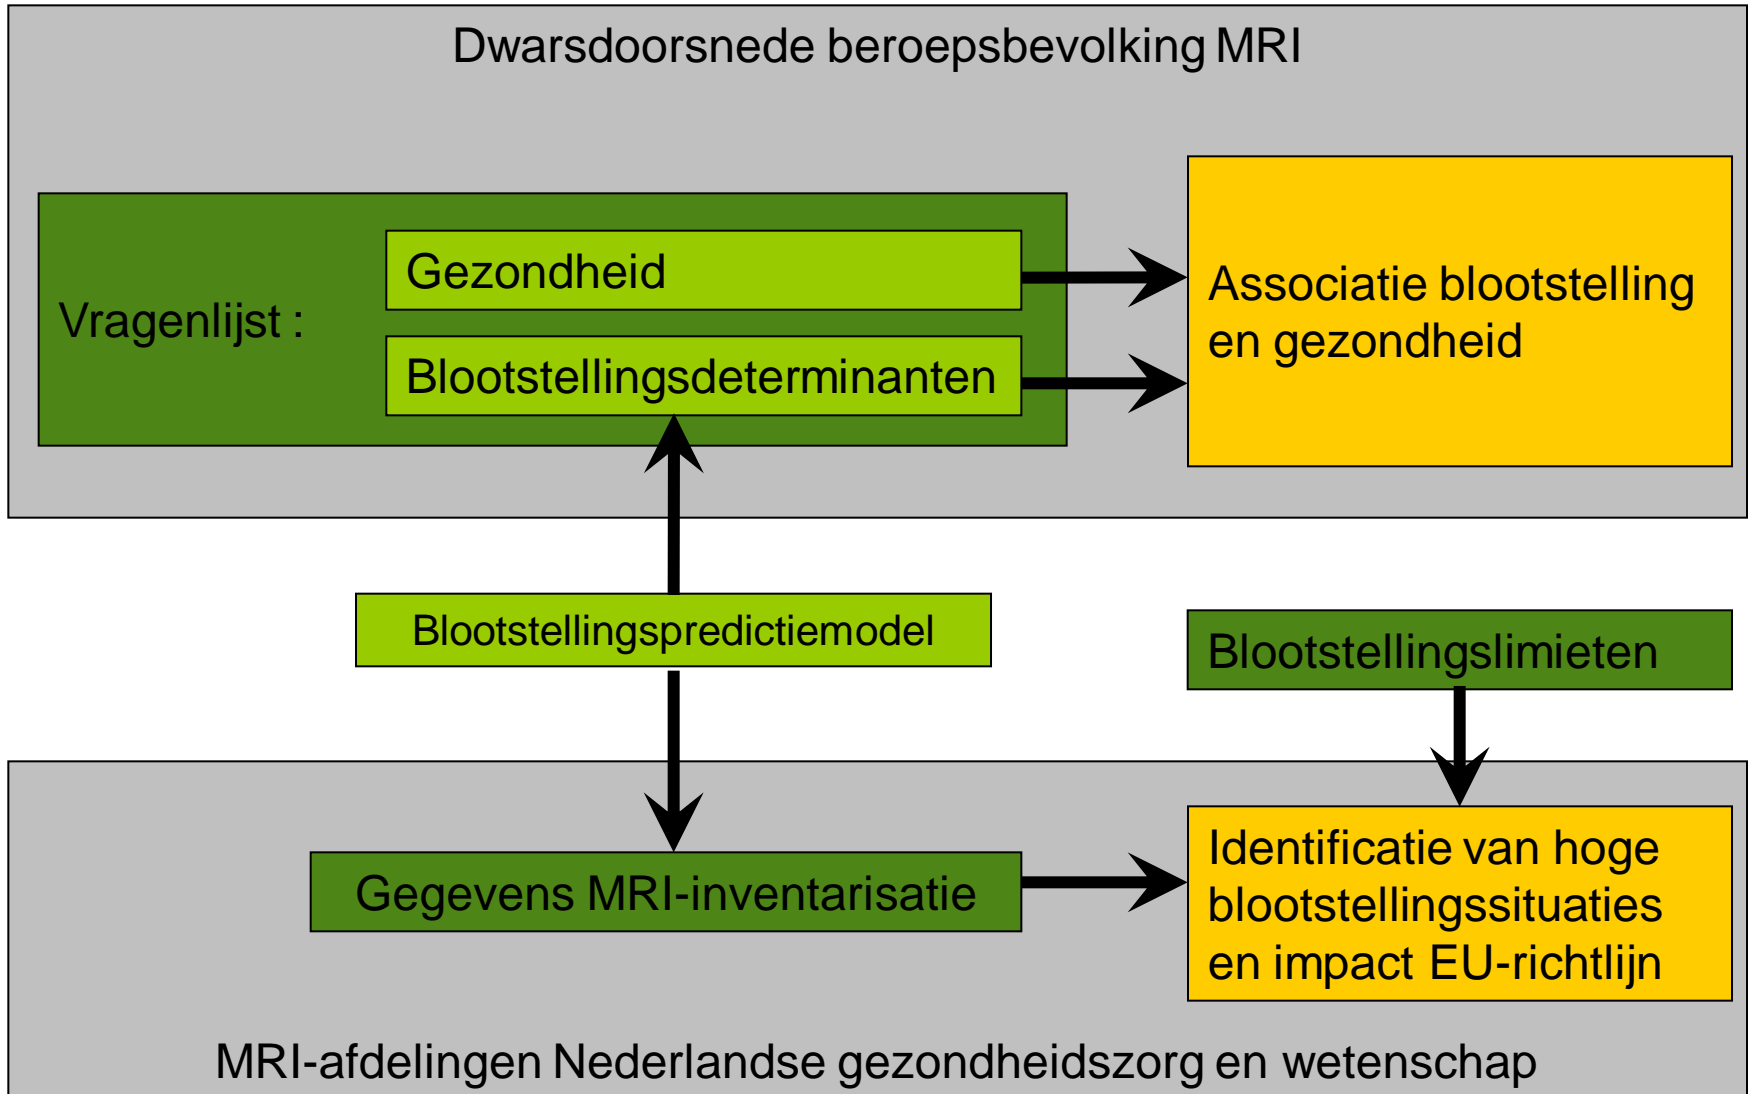 Dwarsdoorsnede beroepsbevolking MRI
Vragenlijst :
Gezondheid
Blootstellingsdeterminanten
Associatie blootstelling
en gezondheid
Blootstellingspredictiemodel
Blootstellingslimieten
Gegevens MRI-inventarisatie
Identificatie van hoge
blootstellingssituaties
en impact EU-richtlijn
MRI-afdelingen Nederlandse gezondheidszorg en wetenschap